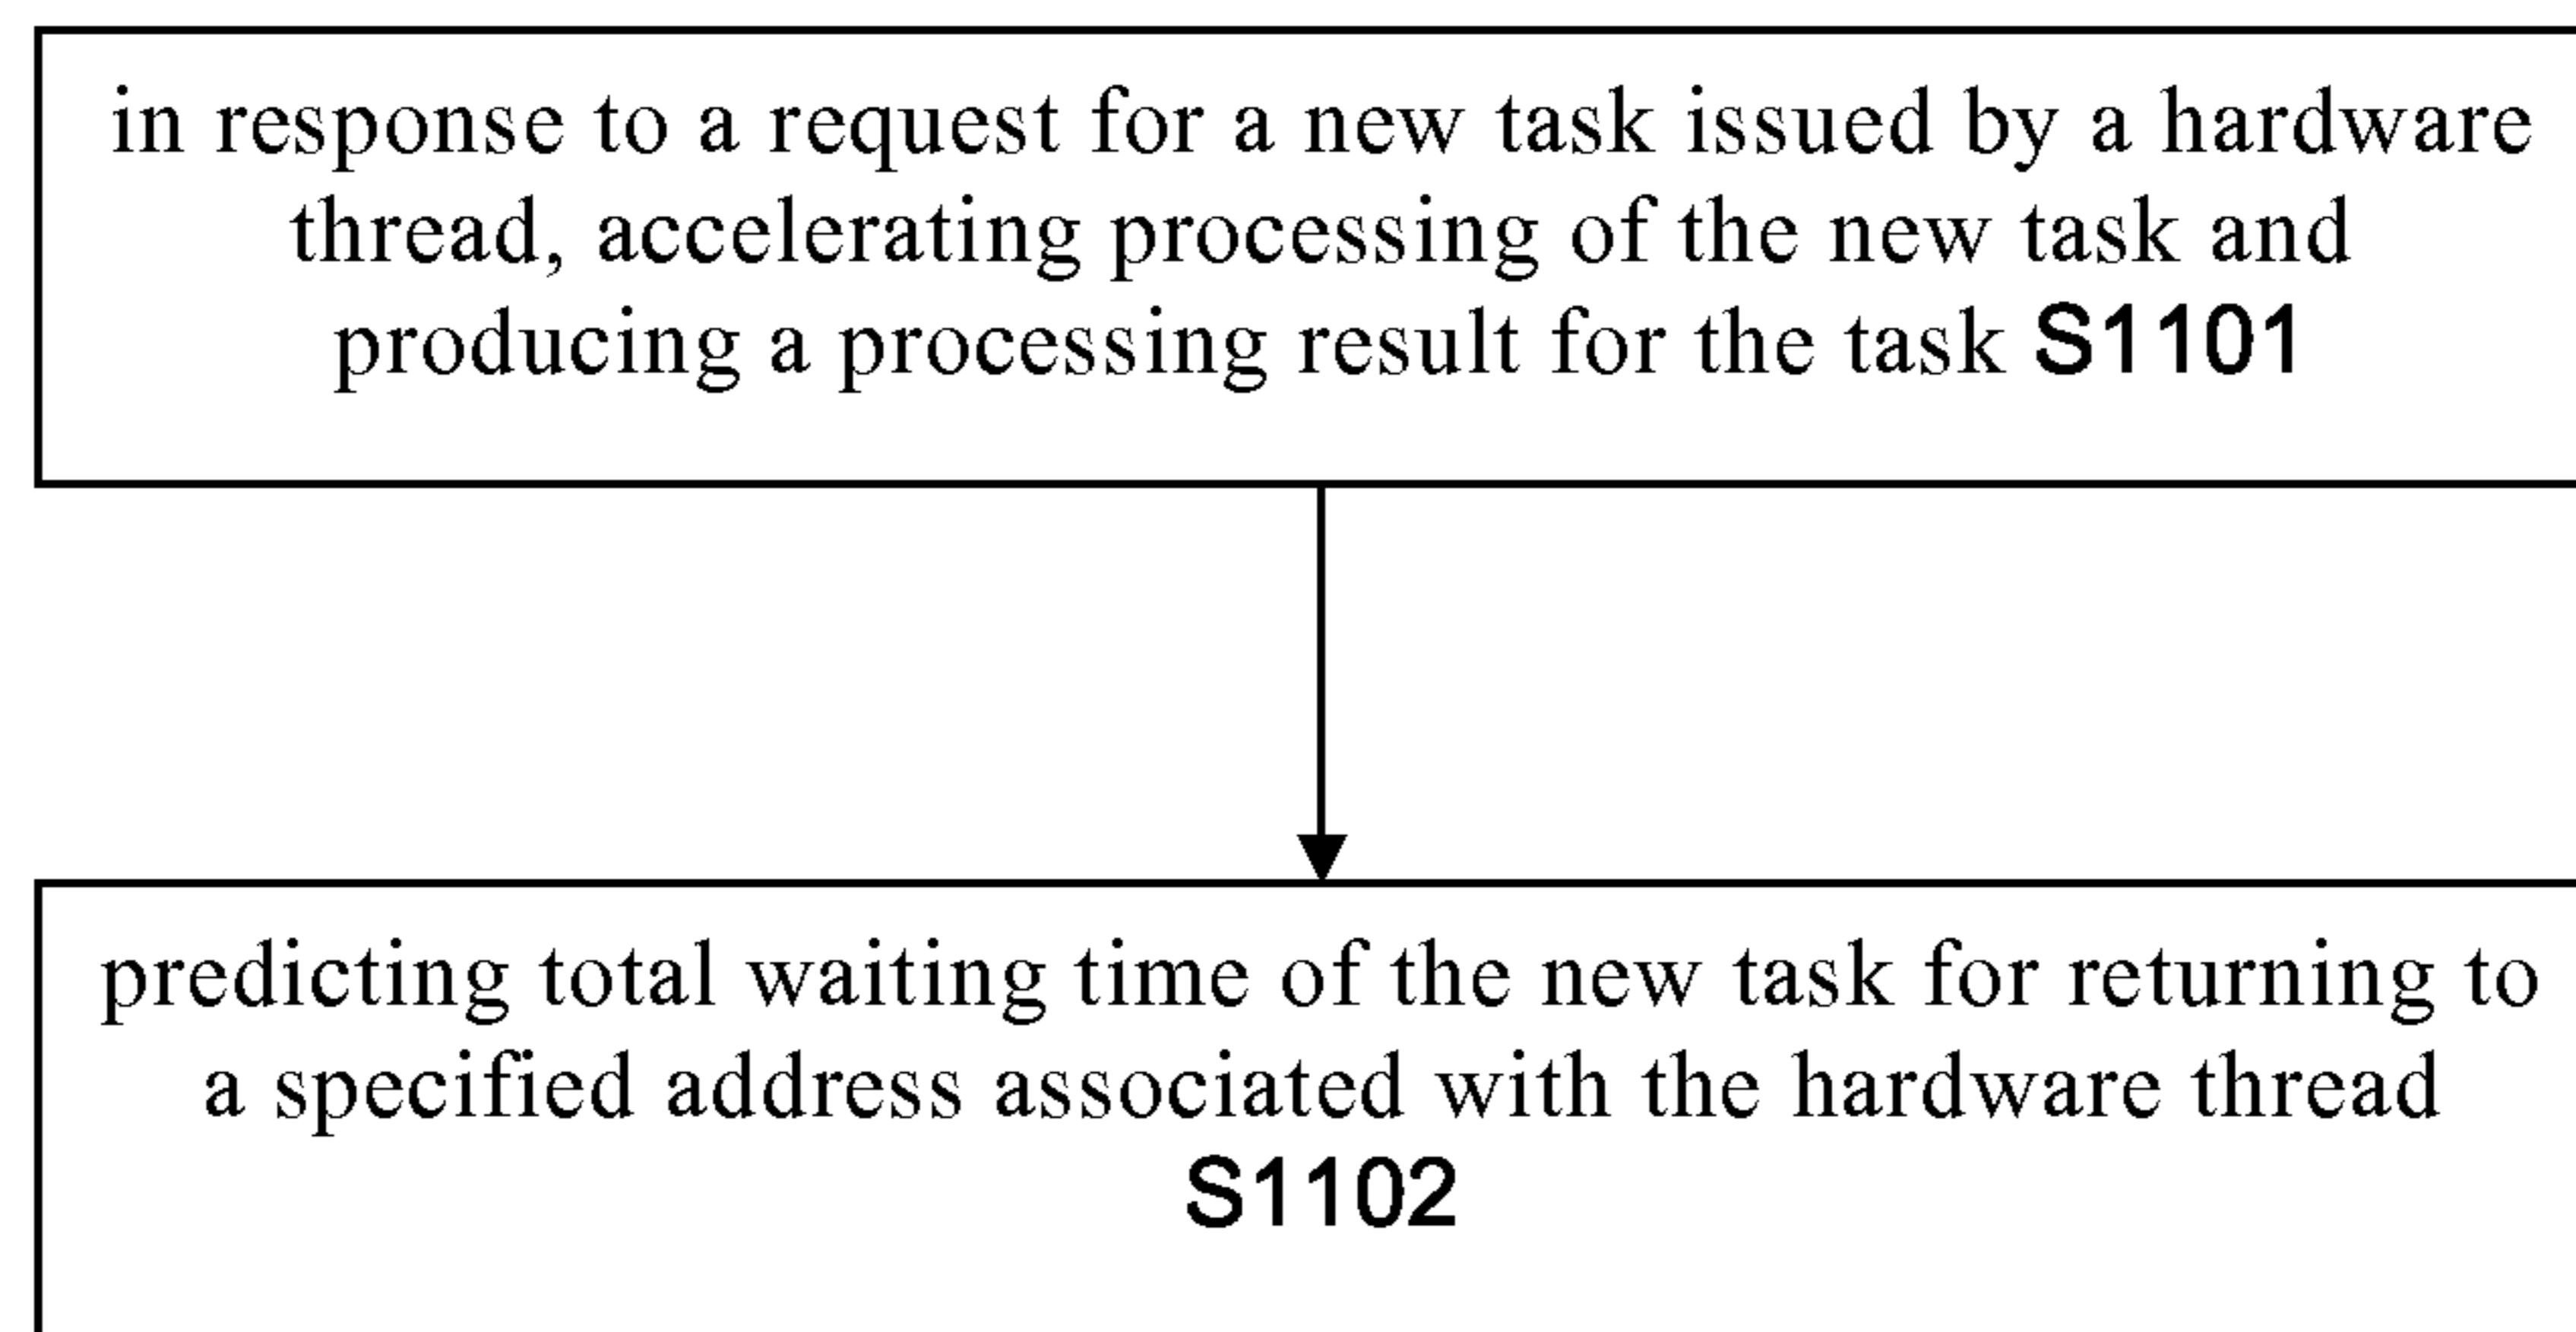 in response to a request for a new task issued by a hardware
thread, accelerating processing of the new task and
producing a processing result for the task S1101
predicting total waiting time of the new task for returning to
a specified address associated with the hardware thread
S1102